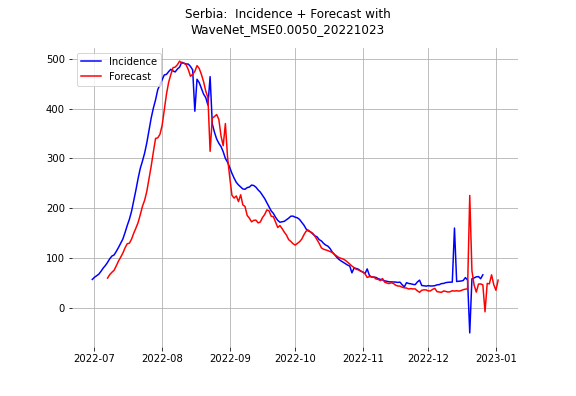 Serbia:  Incidence + Forecast with
WaveNet_MSE0.0050_20221023
Incidence
Forecast
500
400
300
200
100
0
2022-07 2022-08 2022-09 2022-10 2022-11 2022-12 2023-01